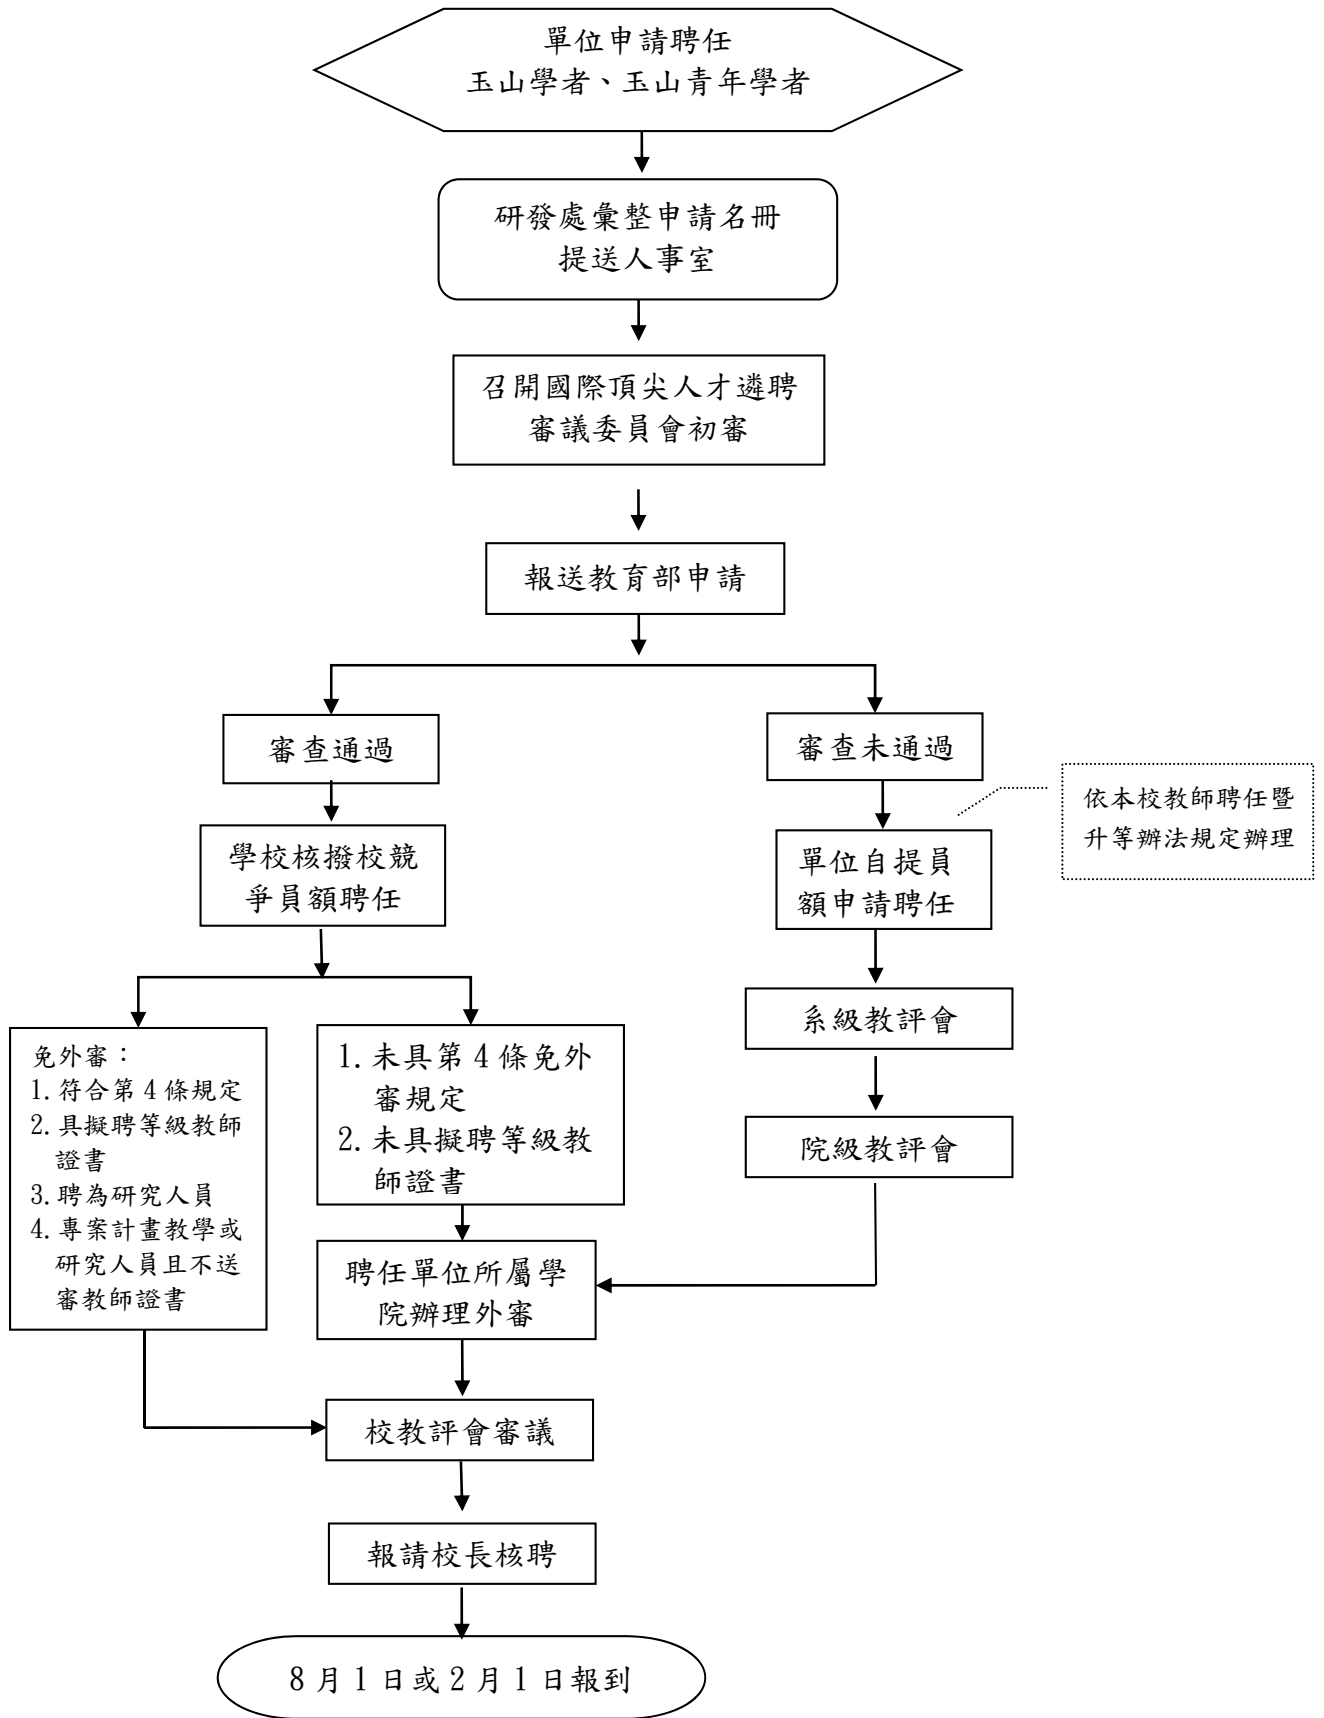 單位申請聘任
玉山學者、玉山青年學者
研發處彙整申請名冊
提送人事室
召開國際頂尖人才遴聘
審議委員會初審
報送教育部申請
審查通過
審查未通過
依本校教師聘任暨
升等辦法規定辦理
學校核撥校競
爭員額聘任
單位自提員
額申請聘任
系級教評會
院級教評會
免外審：
1.符合第4條規定
2.具擬聘等級教師
證書
3.聘為研究人員
4.專案計畫教學或
研究人員且不送
審教師證書
1.未具第4條免外
審規定
2.未具擬聘等級教
師證書
聘任單位所屬學
院辦理外審
校教評會審議
報請校長核聘
8月1日或2月1日報到